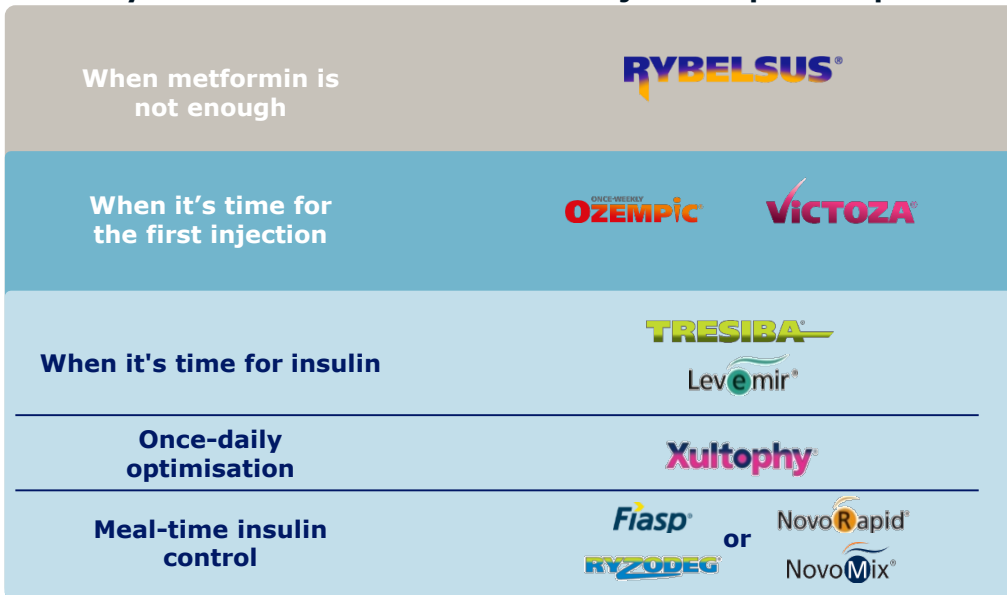 When metformin is
not enough
RYBELSUS®
When it’s time for
the first injection
ONCE-WEEKLY
OZEMPIC®
VICTOZA®
When it's time for insulin
TRESIBA®
Levemir®
Once-daily
optimisation
Xultophy®
Meal-time insulin
control
Fiasp®
RYZODEG®
or
NovoRapid®
NovoMix®